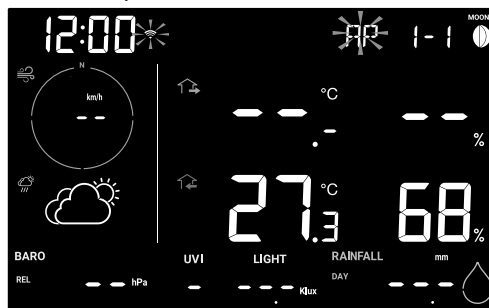 12:00 AP 1-1 MOON
N
km/h
--
°C
--.-
--
%
27.3 °C
68%
BARO UVI LIGHT RAINFALL mm
REL -- hPa - ---.- Klux DAY ---.-